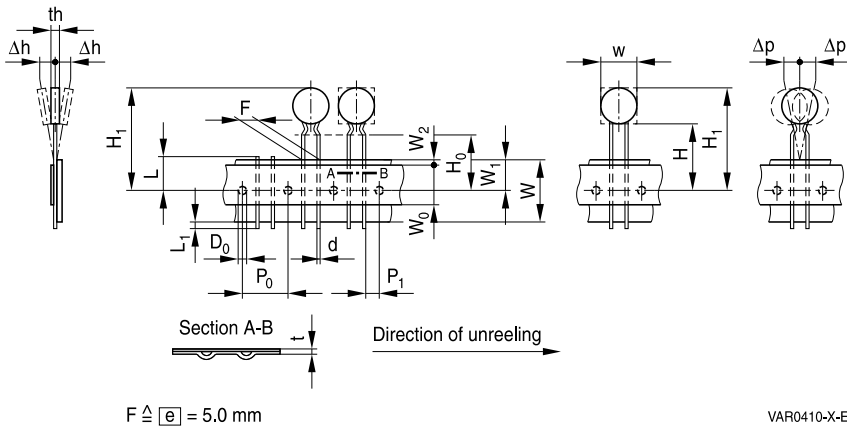 th
Δh Δh
w
Δp Δp
F
H₁
L
L₁
D₀
P₀
d
P₁
A B
W₂
H₀
W₁
W₀
W
H
H₁
H₁
Section A-B
t
Direction of unreeling
F ≙ e = 5.0 mm
VAR0410-X-E